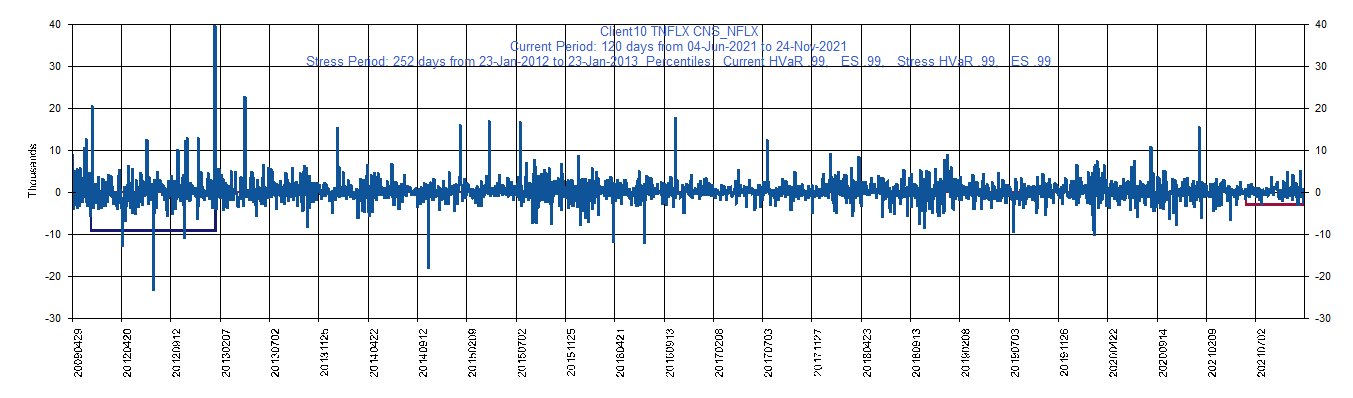 Client10 TNFLX CNS_NFLX
Current Period: 120 days from 04-Jun-2021 to 24-Nov-2021
Stress Period: 252 days from 23-Jan-2012 to 23-Jan-2013 Percentiles: Current HVaR .99, ES .99, Stress HVaR .99, ES .99
40 40
30 30
20 20
10 10
Thousands
0 0
-10 -10
-20 -20
-30 -30
20090429 20120420 20120912 20130207 20130702 20131125 20140422 20140912 20150209 20150702 20151125 20160421 20160913 20170208 20170703 20171127 20180423 20180913 20190208 20190703 20191126 20200422 20200914 20210209 20210702